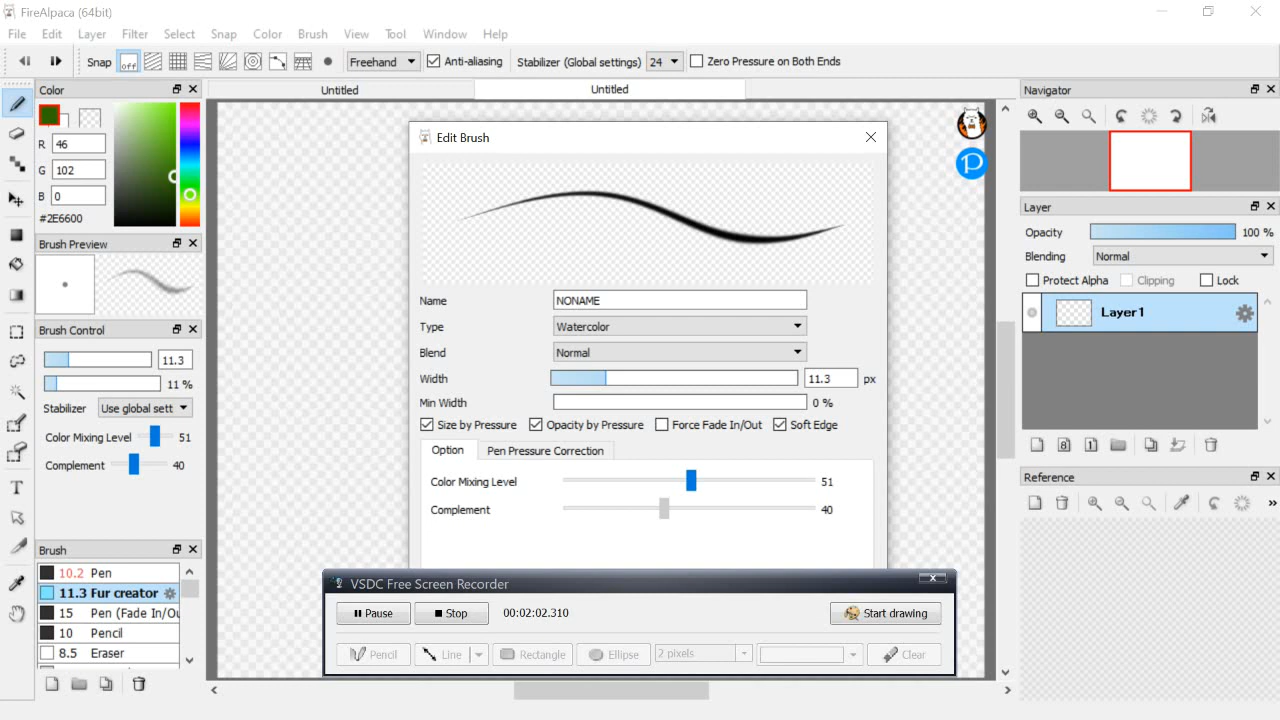 FireAlpaca (64bit)
File Edit Layer Filter Select Snap Color Brush View Tool Window Help
Snap off Freehand Anti-aliasing Stabilizer (Global settings) 24 Zero Pressure on Both Ends
Color
Untitled Untitled
R 46
G 102
B 0
#2E6600
Brush Preview
Brush Control
11.3
11 %
Stabilizer Use global sett
Color Mixing Level 51
Complement 40
T
Brush
10.2 Pen
11.3 Fur creator
15 Pen (Fade In/Ou
10 Pencil
8.5 Eraser
Edit Brush
Name NONAME
Type Watercolor
Blend Normal
Width 11.3 px
Min Width 0 %
Size by Pressure Opacity by Pressure Force Fade In/Out Soft Edge
Option Pen Pressure Correction
Color Mixing Level 51
Complement 40
VSDC Free Screen Recorder
Pause Stop 00:02:02.310 Start drawing
Pencil Line Rectangle Ellipse 2 pixels Clear
P
Navigator
Layer
Opacity 100 %
Blending Normal
Protect Alpha Clipping Lock
Layer1
8 1
Reference